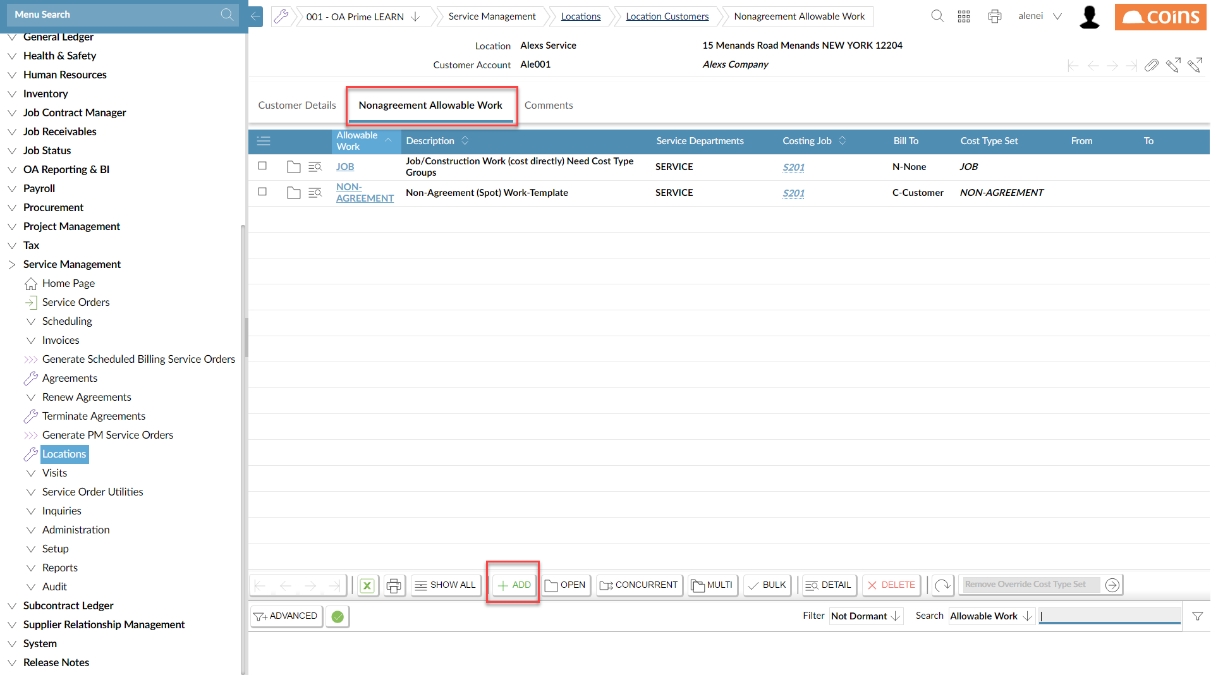 Menu Search
General Ledger
Health & Safety
Human Resources
Inventory
Job Contract Manager
Job Receivables
Job Status
OA Reporting & BI
Payroll
Procurement
Project Management
Tax
Service Management
Home Page
Service Orders
Scheduling
Invoices
Generate Scheduled Billing Service Orders
Agreements
Renew Agreements
Terminate Agreements
Generate PM Service Orders
Locations
Visits
Service Order Utilities
Inquiries
Administration
Setup
Reports
Audit
Subcontract Ledger
Supplier Relationship Management
System
Release Notes
001 - OA Prime LEARN Service Management Locations Location Customers Nonagreement Allowable Work
alenei
coins
Location Alexs Service 15 Menands Road Menands NEW YORK 12204
Customer Account Ale001 Alexs Company
Customer Details Nonagreement Allowable Work Comments
Allowable Work Description Service Departments Costing Job Bill To Cost Type Set From To
JOB Job/Construction Work (cost directly) Need Cost Type Groups SERVICE S201 N-None JOB
NON-AGREEMENT Non-Agreement (Spot) Work-Template SERVICE S201 C-Customer NON-AGREEMENT
SHOW ALL ADD OPEN CONCURRENT MULTI BULK DETAIL DELETE Remove Override Cost Type Set
ADVANCED Filter Not Dormant Search Allowable Work